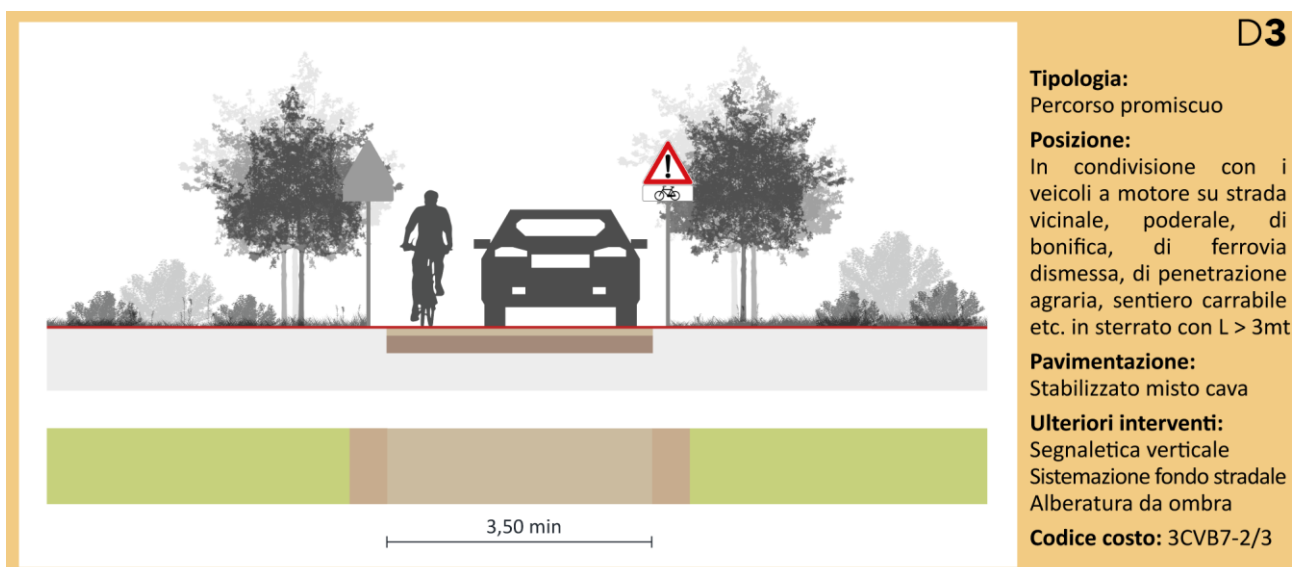 D3
Tipologia:
Percorso promiscuo
Posizione:
In condivisione con i
veicoli a motore su strada
vicinale, poderale, di
bonifica, di ferrovia
dismessa, di penetrazione
agraria, sentiero carrabile
etc. in sterrato con L > 3mt
Pavimentazione:
Stabilizzato misto cava
Ulteriori interventi:
Segnaletica verticale
Sistemazione fondo stradale
Alberatura da ombra
Codice costo: 3CVB7-2/3
!
3,50 min